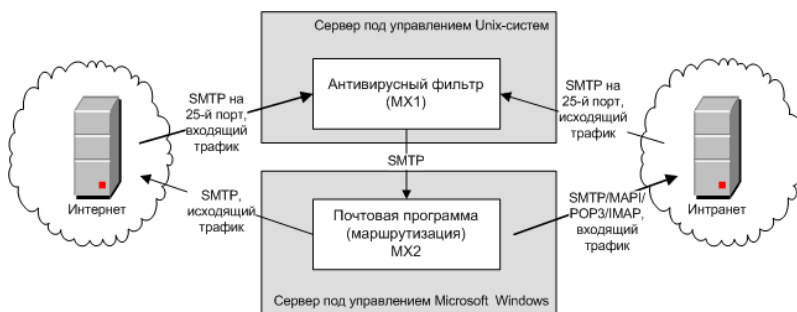 Сервер под управлением Unix-систем
Антивирусный фильтр
(MX1)
SMTP на
25-й порт,
входящий
трафик
SMTP на
25-й порт,
исходящий
трафик
SMTP
Интернет
SMTP,
исходящий
трафик
Почтовая программа
(маршрутизация)
MX2
SMTP/MAPI/
POP3/IMAP,
входящий
трафик
Интранет
Сервер под управлением Microsoft Windows